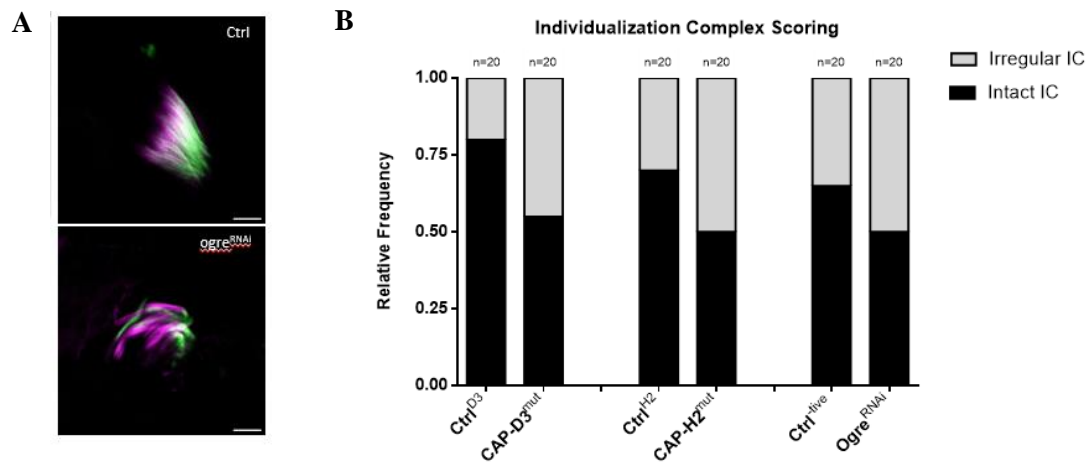 A
Ctrl
ogreRNAi
B
Individualization Complex Scoring
Irregular IC
Intact IC
n=20 n=20 n=20 n=20 n=20 n=20
1.00
0.75
0.50
0.25
0.00
Relative Frequency
CtrlD3
CAP-D3mut
CtrlH2
CAP-H2mut
Ctrl-tive
OgreRNAi